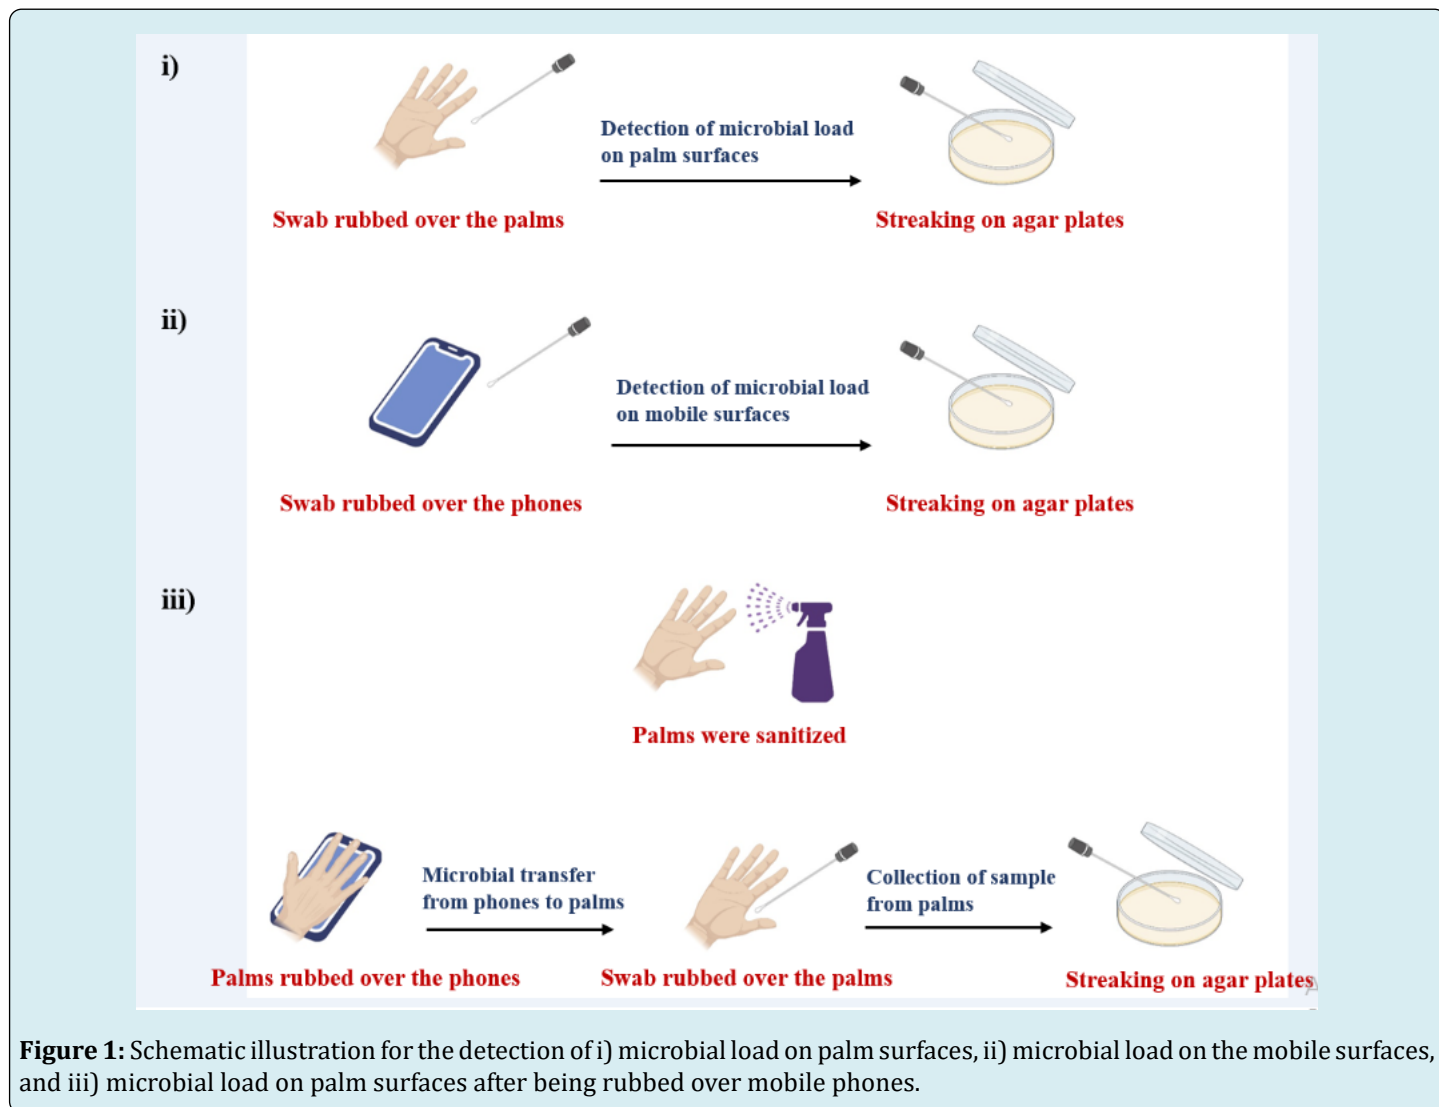 i)
Detection of microbial load
on palm surfaces
Swab rubbed over the palms
Streaking on agar plates
ii)
Detection of microbial load
on mobile surfaces
Swab rubbed over the phones
Streaking on agar plates
iii)
Palms were sanitized
Microbial transfer
from phones to palms
Collection of sample
from palms
Palms rubbed over the phones
Swab rubbed over the palms
Streaking on agar plates
Figure 1: Schematic illustration for the detection of i) microbial load on palm surfaces, ii) microbial load on the mobile surfaces,
and iii) microbial load on palm surfaces after being rubbed over mobile phones.